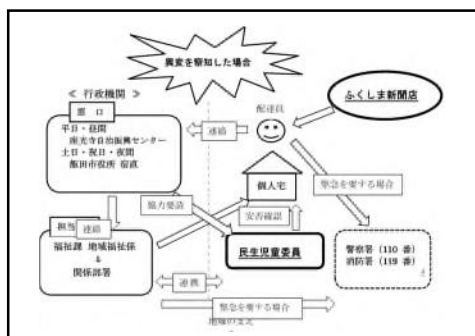 異変を察知した場合
≪ 行政機関 ≫
窓 口
平日・昼間
座光寺自治振興センター
土日・祝日・夜間
飯田市役所 宿直
配達員
ふくしま新聞店
連絡
個人宅
緊急を要する場合
協力要請
安否確認
担当
連絡
福祉課 地域福祉係
&
関係部署
民生児童委員
警察署 (110 番)
消防署 (119 番)
連携
緊急を要する場合